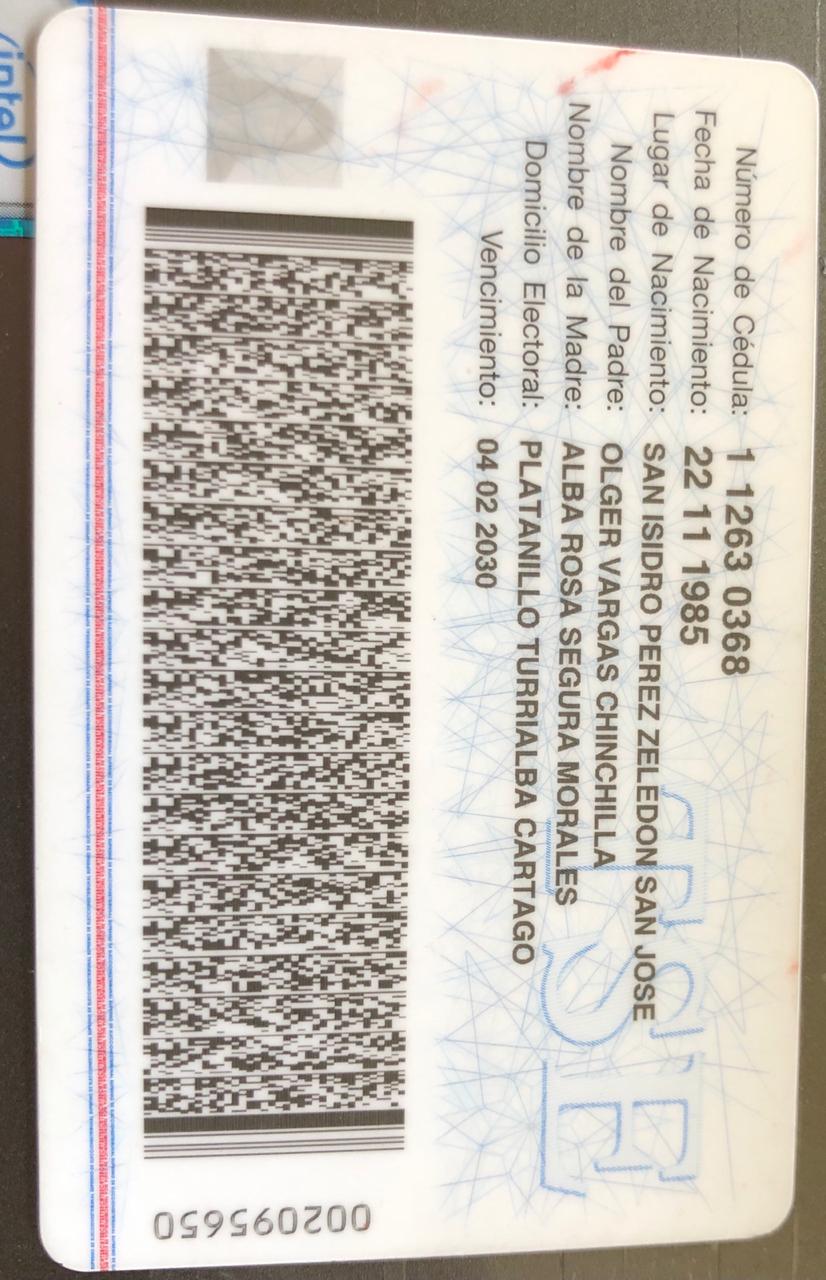 Número de Cédula: 1 1263 0368
Fecha de Nacimiento: 22 11 1985
Lugar de Nacimiento: SAN ISIDRO PEREZ ZELEDON SAN JOSE
Nombre del Padre: OLGER VARGAS CHINCHILLA
Nombre de la Madre: ALBA ROSA SEGURA MORALES
Domicilio Electoral: PLATANILLO TURRIALBA CARTAGO
Vencimiento: 04 02 2030
TSE
002095650
intel